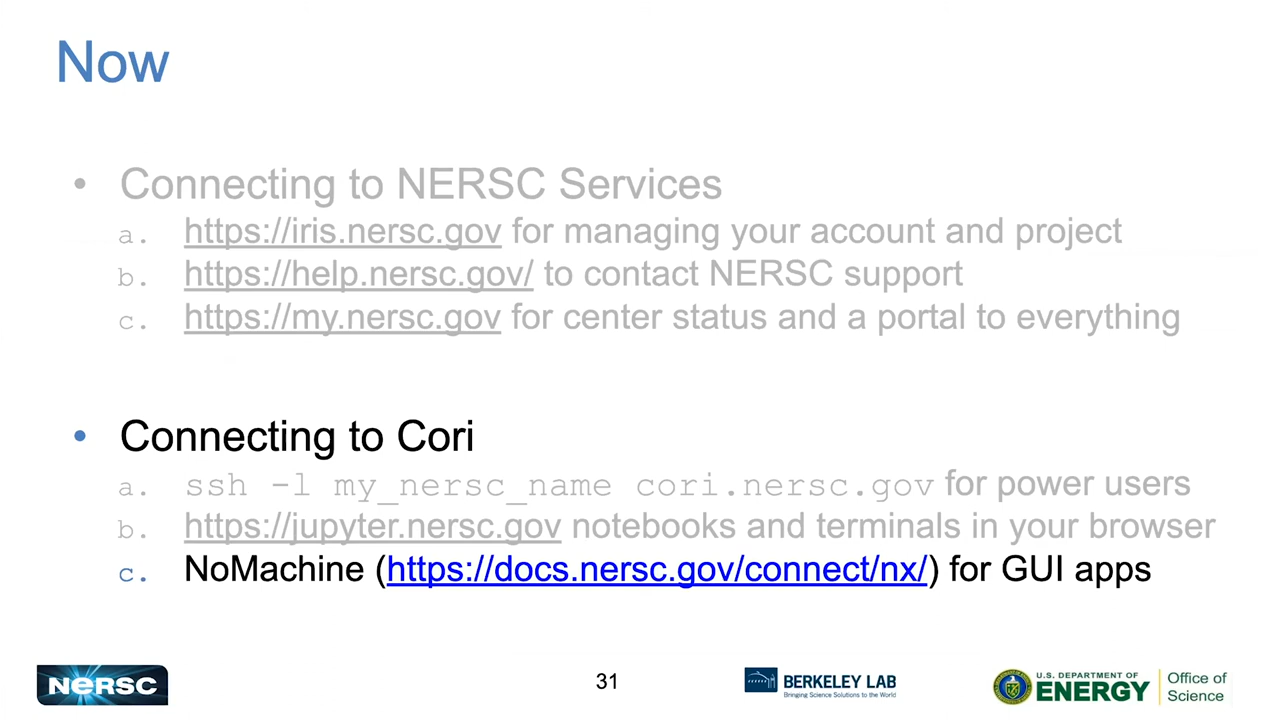 Now
• Connecting to NERSC Services
a. https://iris.nersc.gov for managing your account and project
b. https://help.nersc.gov/ to contact NERSC support
c. https://my.nersc.gov for center status and a portal to everything
• Connecting to Cori
a. ssh -l my_nersc_name cori.nersc.gov for power users
b. https://jupyter.nersc.gov notebooks and terminals in your browser
c. NoMachine (https://docs.nersc.gov/connect/nx/) for GUI apps
NERSC
31
BERKELEY LAB
Bringing Science Solutions to the World
U.S. DEPARTMENT OF
ENERGY
Office of
Science